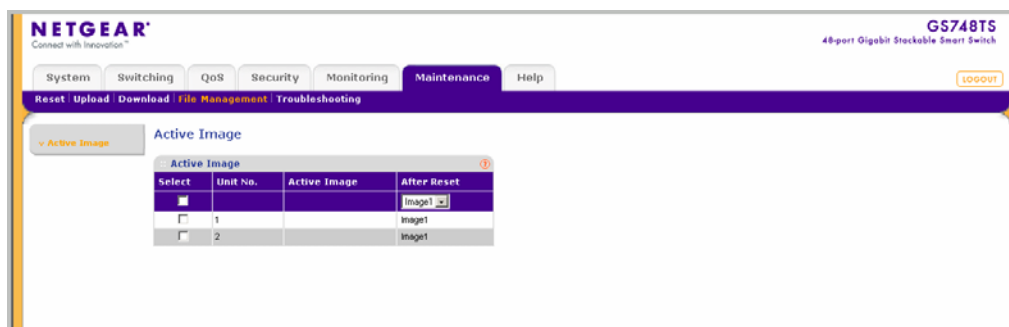 NETGEAR®
Connect with Innovation™
GS748TS
48-port Gigabit Stackable Smart Switch
System Switching QoS Security Monitoring Maintenance Help
LOGOUT
Reset | Upload | Download | File Management | Troubleshooting
v Active Image
Active Image
:: Active Image ?
Select Unit No. Active Image After Reset
Image1
1 Image1
2 Image1